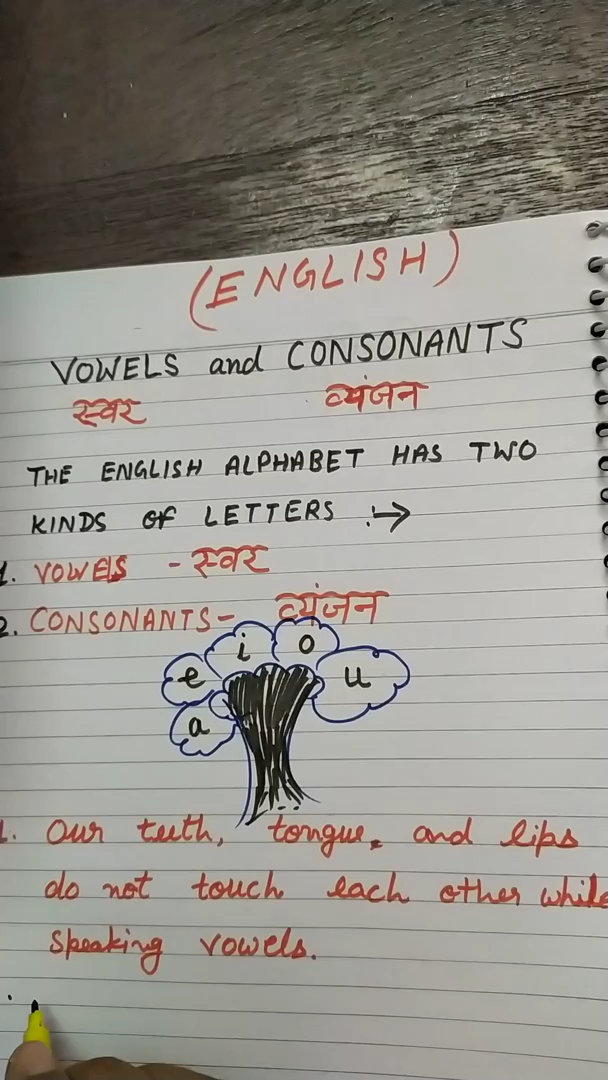 (ENGLISH)
VOWELS and CONSONANTS
स्वर व्यंजन
THE ENGLISH ALPHABET HAS TWO
KINDS OF LETTERS :→
1. VOWELS - स्वर
2. CONSONANTS- व्यंजन
i o
e u
a
1. Our teeth, tongue, and lips
do not touch each other while
speaking vowels.